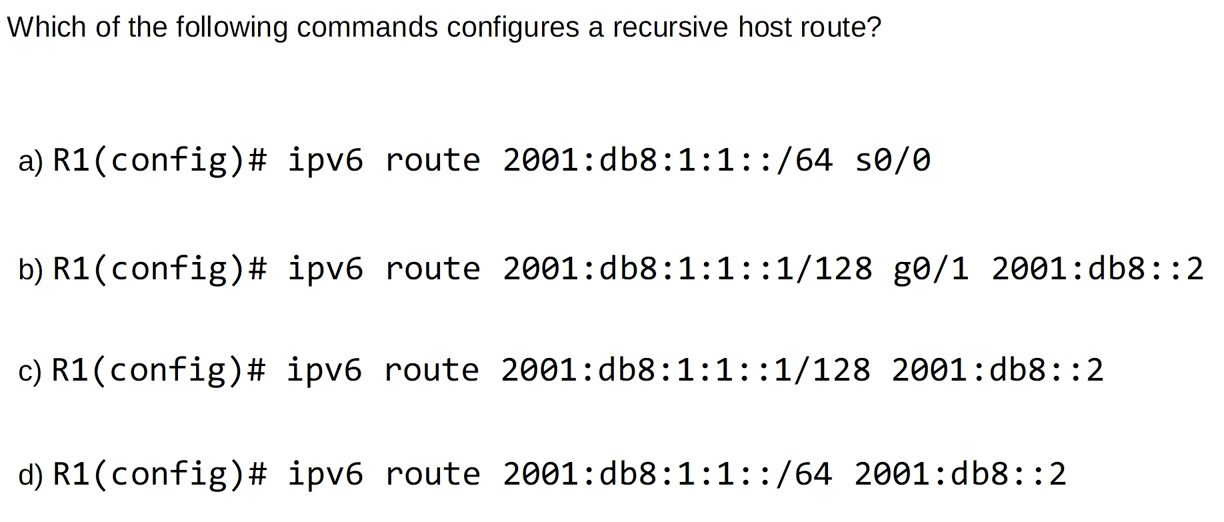 Which of the following commands configures a recursive host route?
a) R1(config)# ipv6 route 2001:db8:1:1::/64 s0/0
b) R1(config)# ipv6 route 2001:db8:1:1::1/128 g0/1 2001:db8::2
c) R1(config)# ipv6 route 2001:db8:1:1::1/128 2001:db8::2
d) R1(config)# ipv6 route 2001:db8:1:1::/64 2001:db8::2